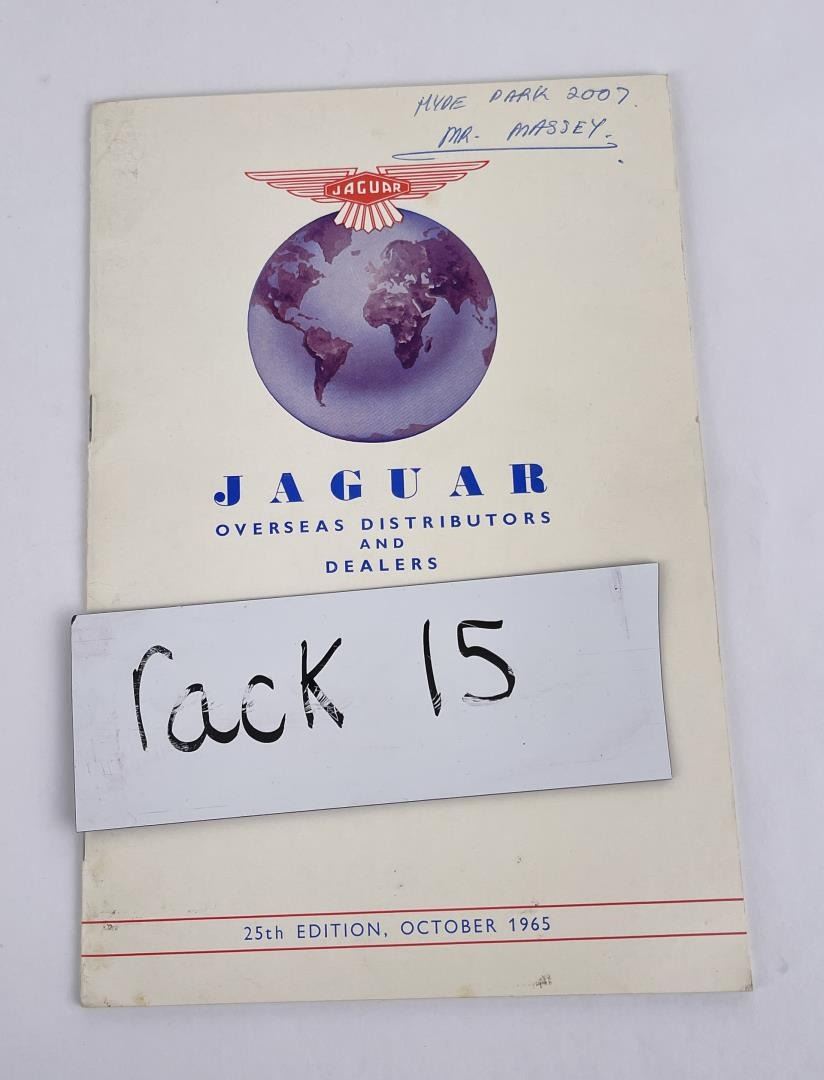 HYDE PARK 2007.
MR. MASSEY.
JAGUAR
JAGUAR
OVERSEAS DISTRIBUTORS
AND
DEALERS
rack 15
25th EDITION, OCTOBER 1965